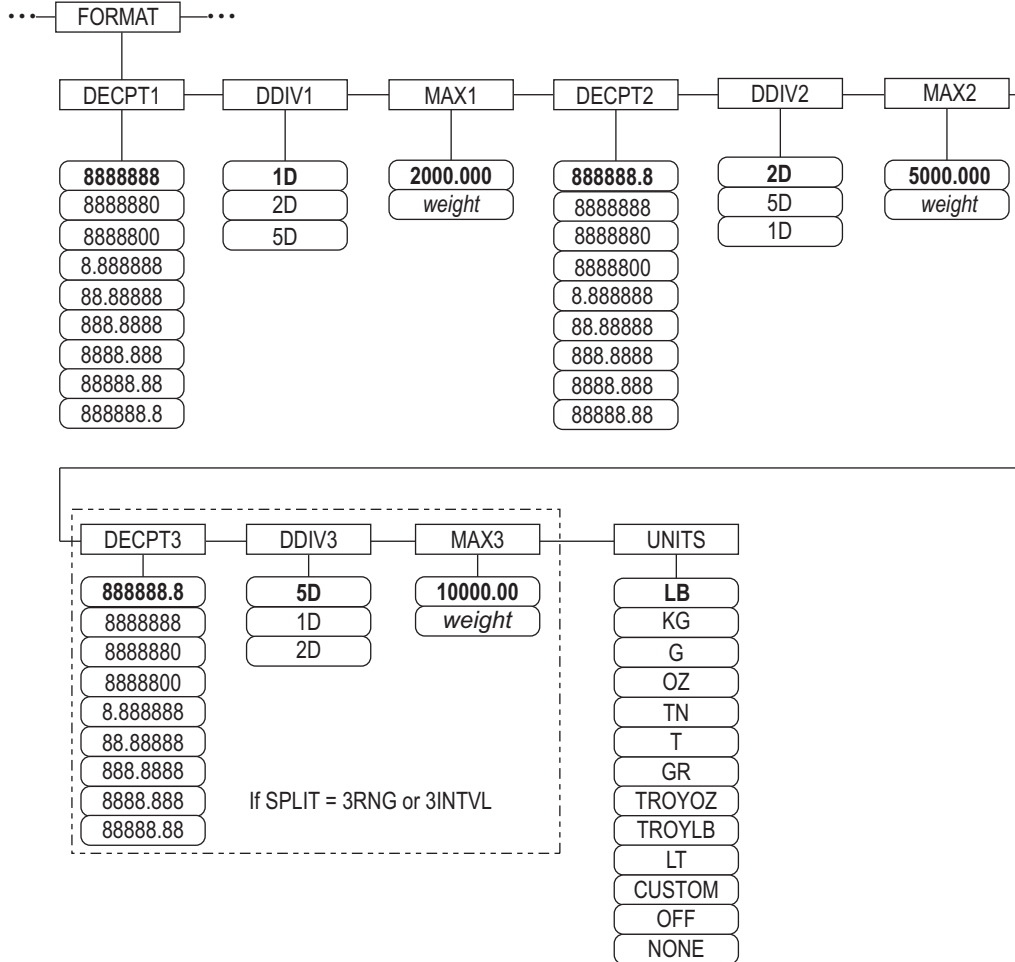 FORMAT
DECPT1 DDIV1 MAX1 DECPT2 DDIV2 MAX2
8888888 1D 2000.000 888888.8 2D 5000.000
8888880 2D weight 8888888 5D weight
8888800 5D 8888880 1D
8.888888 8888800
88.88888 8.888888
888.8888 88.88888
8888.888 888.8888
88888.88 8888.888
888888.8 88888.88
DECPT3 DDIV3 MAX3 UNITS
888888.8 5D 10000.00 LB
8888888 1D weight KG
8888880 2D G
8888800 OZ
8.888888 TN
88.88888 T
888.8888 GR
8888.888 If SPLIT = 3RNG or 3INTVL TROYOZ
88888.88 TROYLB
LT
CUSTOM
OFF
NONE